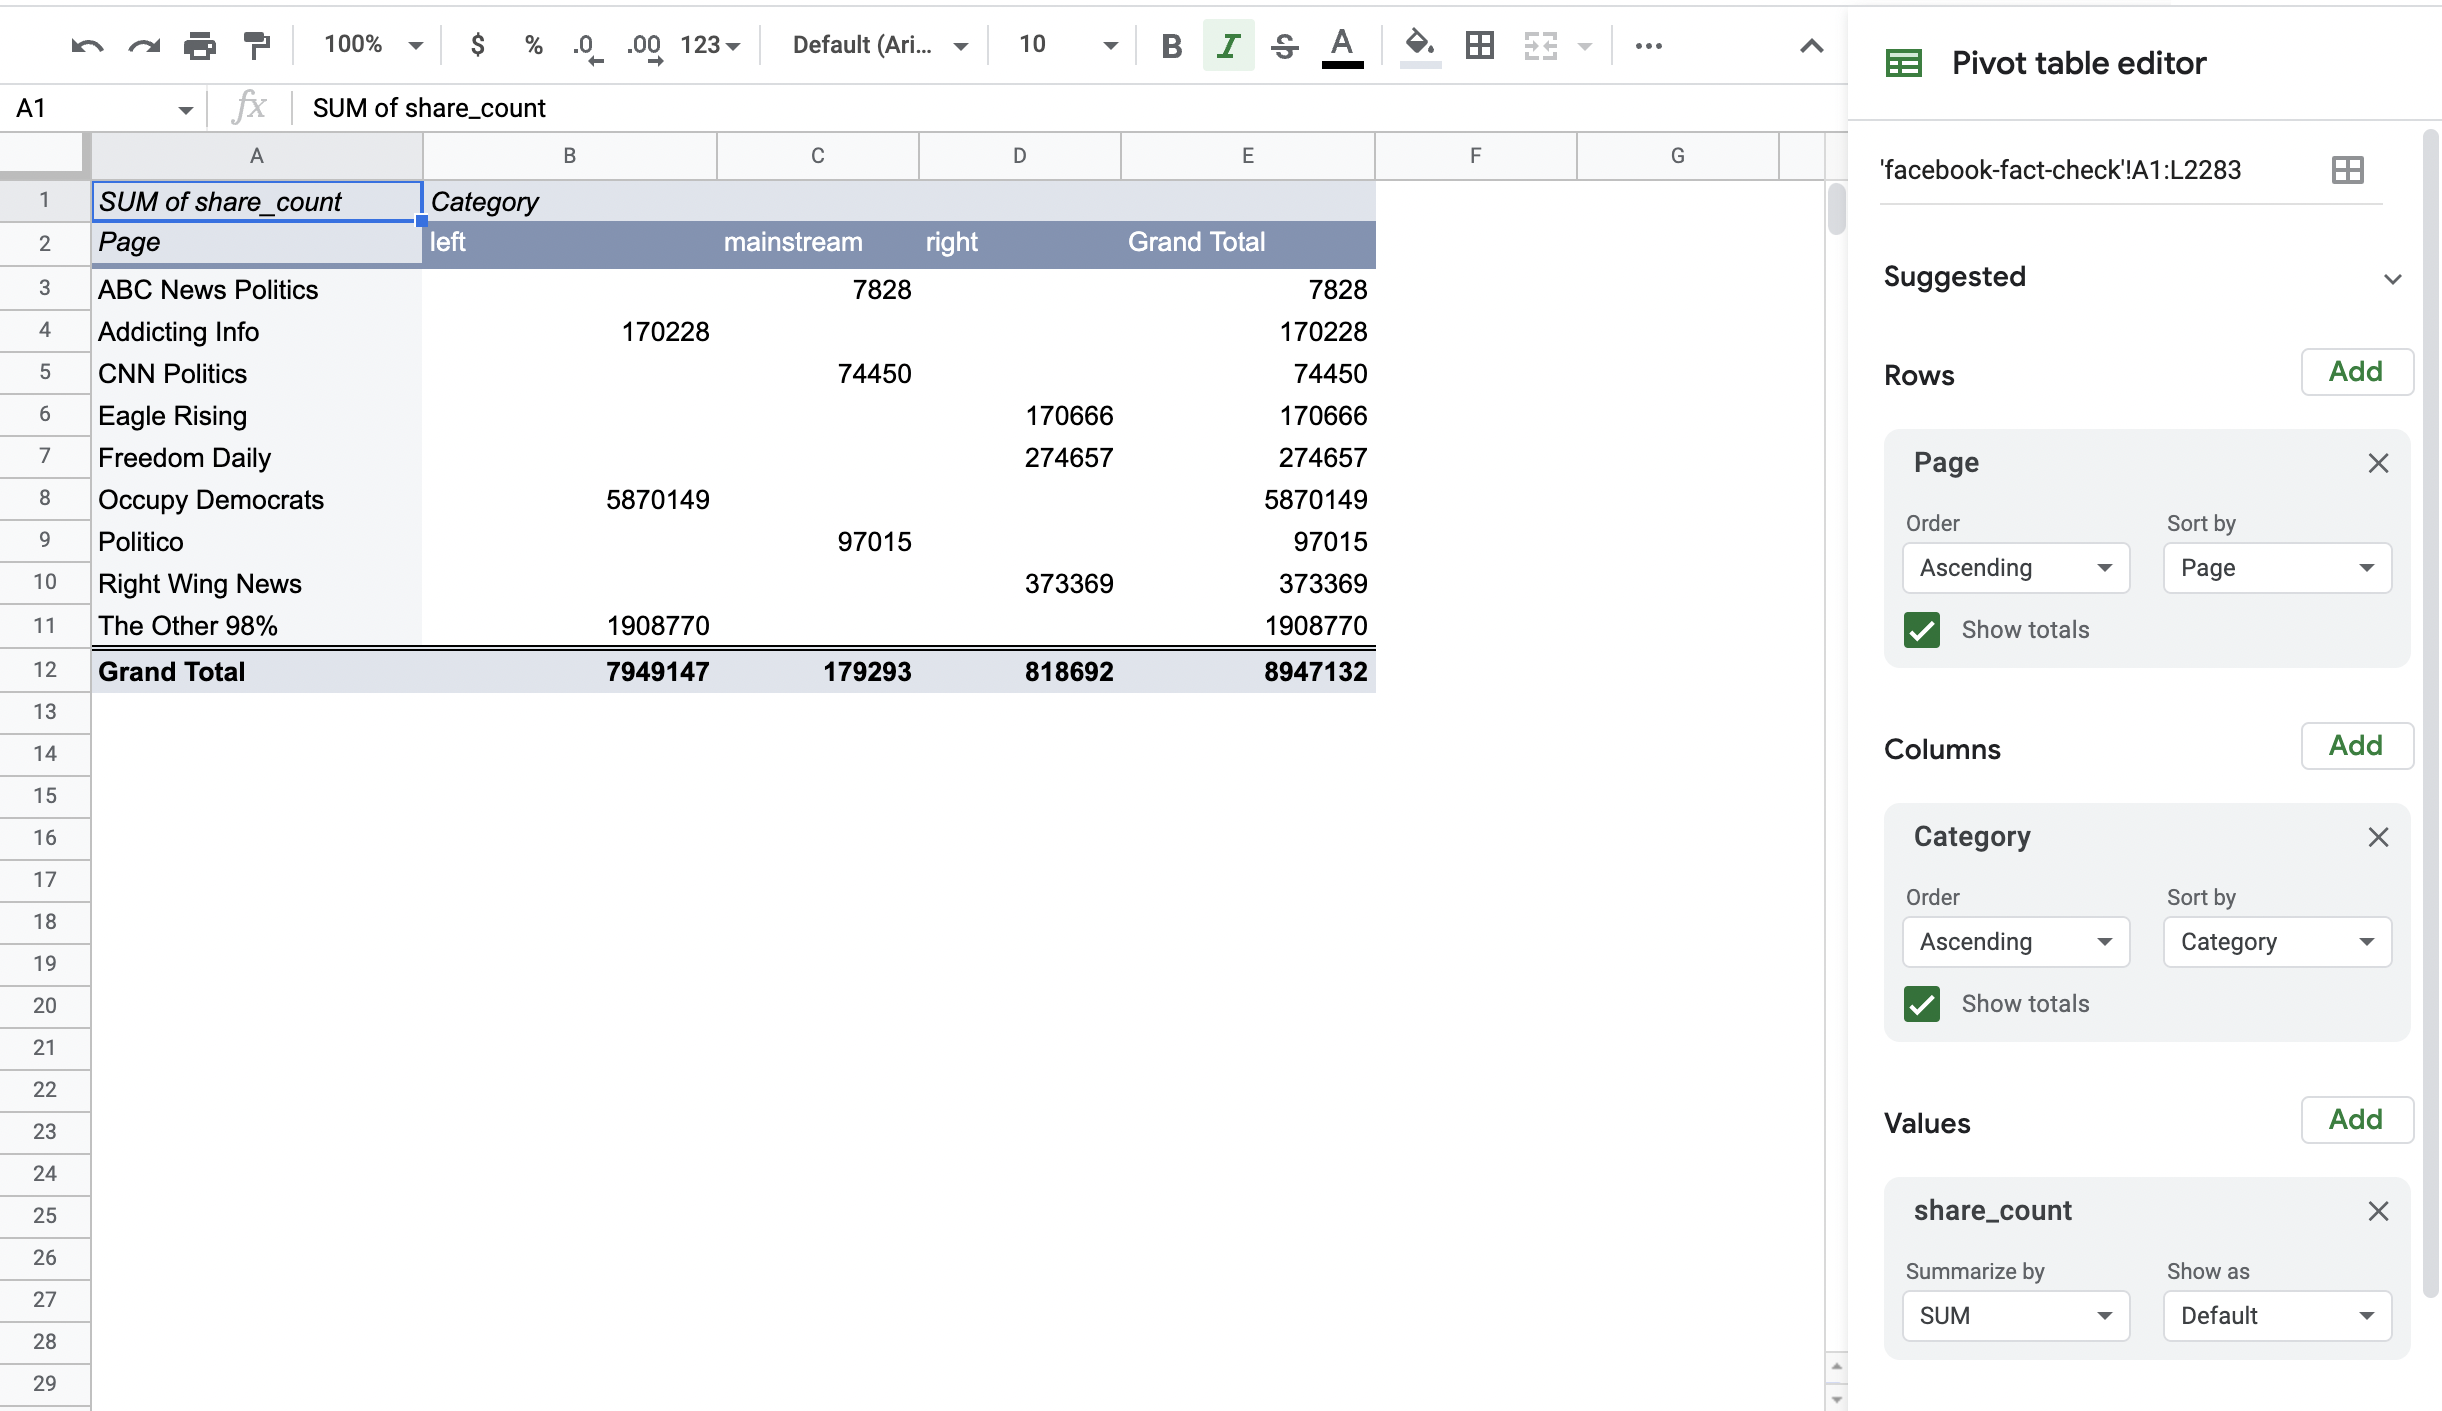 100% $ % .0 .00 123 Default (Ari... 10 B I S A
Pivot table editor
A1 fx SUM of share_count
'facebook-fact-check'!A1:L2283
A B C D E F G
1 SUM of share_count Category
2 Page left mainstream right Grand Total
3 ABC News Politics 7828 7828
4 Addicting Info 170228 170228
5 CNN Politics 74450 74450
6 Eagle Rising 170666 170666
7 Freedom Daily 274657 274657
8 Occupy Democrats 5870149 5870149
9 Politico 97015 97015
10 Right Wing News 373369 373369
11 The Other 98% 1908770 1908770
12 Grand Total 7949147 179293 818692 8947132
13
14
15
16
17
18
19
20
21
22
23
24
25
26
27
28
29
Suggested
Rows Add
Page
Order Sort by
Ascending Page
Show totals
Columns Add
Category
Order Sort by
Ascending Category
Show totals
Values Add
share_count
Summarize by Show as
SUM Default